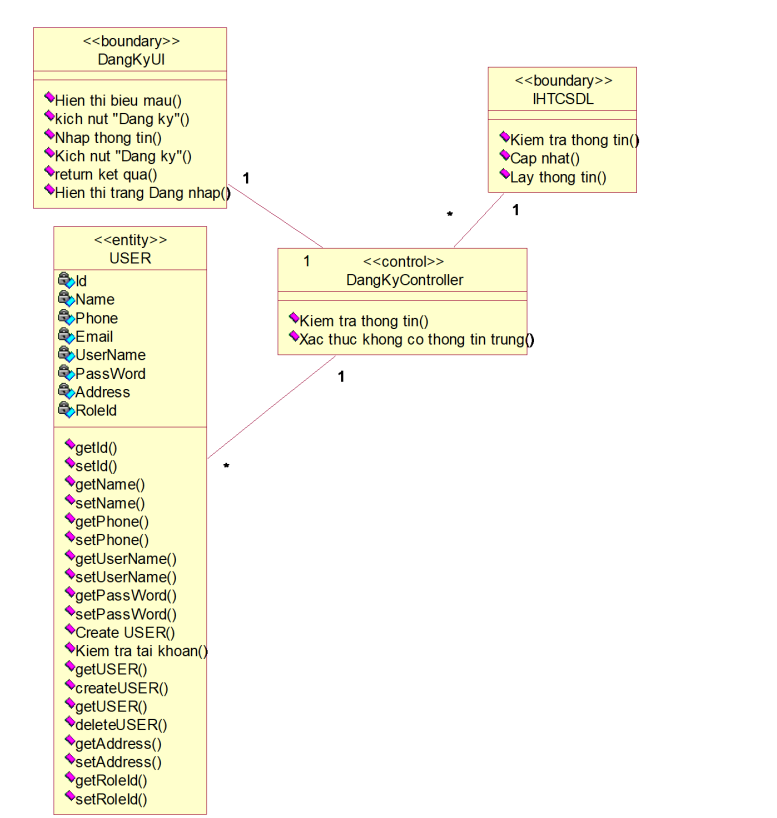 <<boundary>>
DangKyUI
Hien thi bieu mau()
kich nut "Dang ky"()
Nhap thong tin()
Kich nut "Dang ky"()
return ket qua()
Hien thi trang Dang nhap()
1
<<boundary>>
IHTCSDL
Kiem tra thong tin()
Cap nhat()
Lay thong tin()
1
*
1
<<control>>
DangKyController
Kiem tra thong tin()
Xac thuc khong co thong tin trung()
1
*
<<entity>>
USER
Id
Name
Phone
Email
UserName
PassWord
Address
RoleId
getId()
setId()
getName()
setName()
getPhone()
setPhone()
getUserName()
setUserName()
getPassWord()
setPassWord()
Create USER()
Kiem tra tai khoan()
getUSER()
createUSER()
getUSER()
deleteUSER()
getAddress()
setAddress()
getRoleId()
setRoleId()